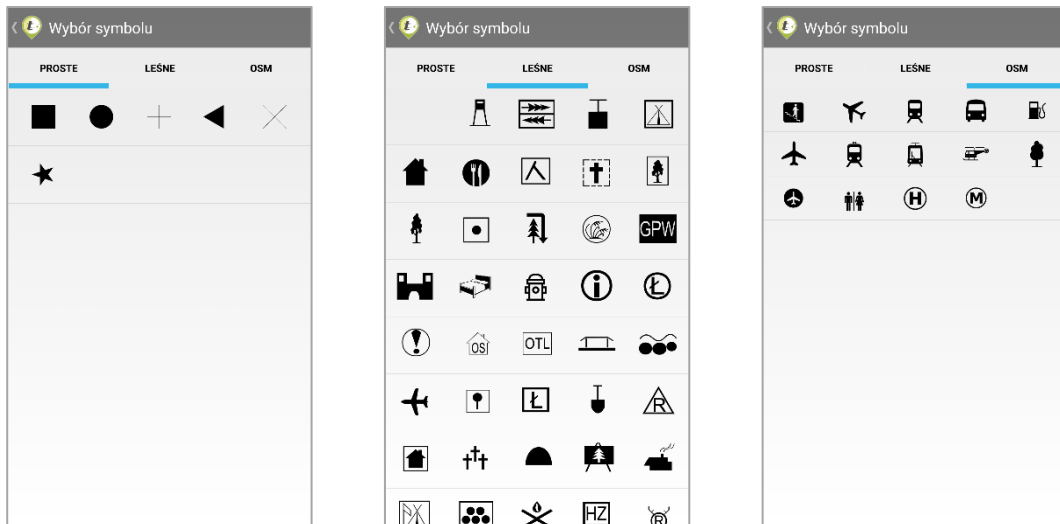 Wybór symbolu
PROSTE LEŚNE OSM
Wybór symbolu
PROSTE LEŚNE OSM
GPW
i Ł
OS OTL
Ł R
HZ R
Wybór symbolu
PROSTE LEŚNE OSM
H M